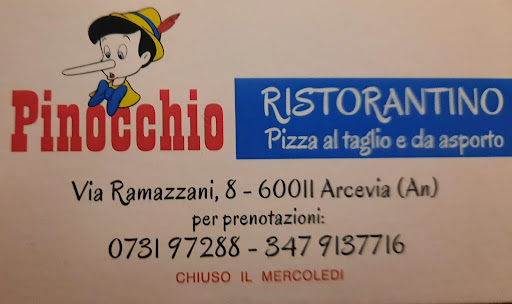 Pinocchio
RISTORANTINO
Pizza al taglio e da asporto
Via Ramazzani, 8 - 60011 Arcevia (An)
per prenotazioni:
0731 97288 - 347 9137716
CHIUSO IL MERCOLEDI